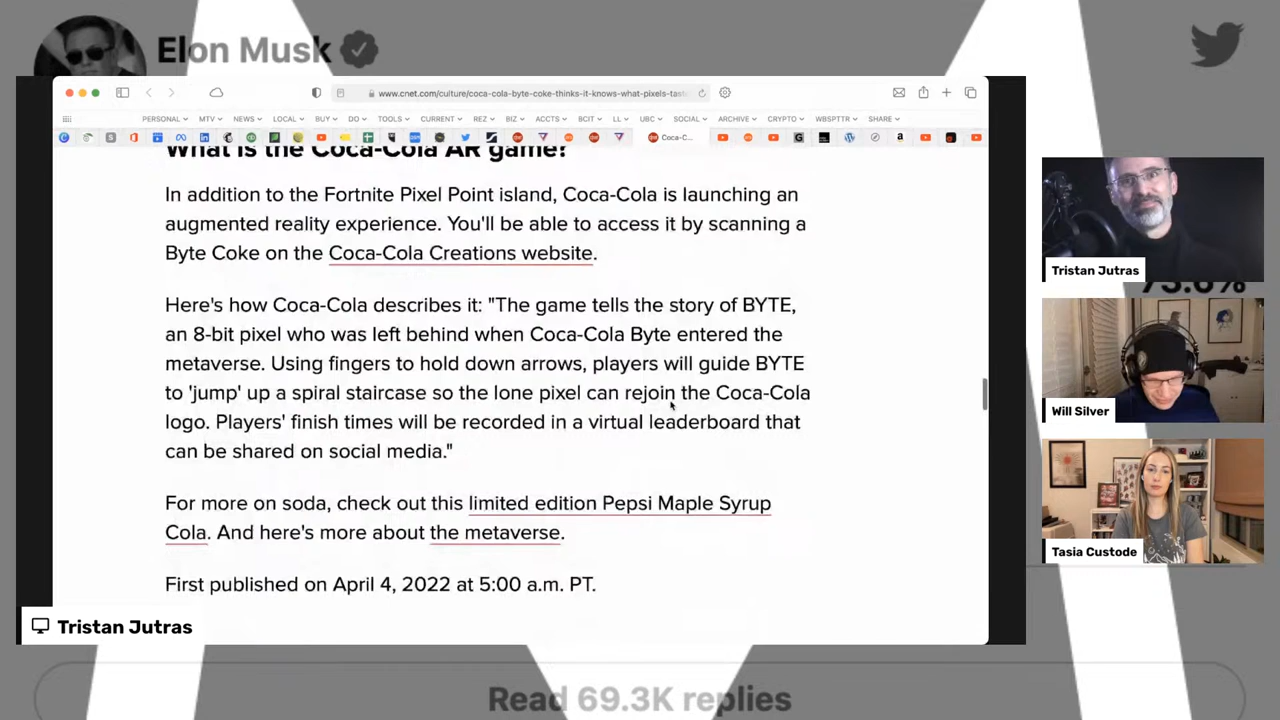 Elon Musk
www.cnet.com/culture/coca-cola-byte-coke-thinks-it-knows-what-pixels-tast
PERSONAL MTV NEWS LOCAL BUY DO TOOLS CURRENT REZ BIZ ACCTS BCIT LL UBC SOCIAL ARCHIVE CRYPTO WBSPTTR SHARE
Coca-C...
What is the Coca-Cola AR game?
In addition to the Fortnite Pixel Point island, Coca-Cola is launching an
augmented reality experience. You'll be able to access it by scanning a
Byte Coke on the Coca-Cola Creations website.
Here's how Coca-Cola describes it: "The game tells the story of BYTE,
an 8-bit pixel who was left behind when Coca-Cola Byte entered the
metaverse. Using fingers to hold down arrows, players will guide BYTE
to 'jump' up a spiral staircase so the lone pixel can rejoin the Coca-Cola
logo. Players' finish times will be recorded in a virtual leaderboard that
can be shared on social media."
For more on soda, check out this limited edition Pepsi Maple Syrup
Cola. And here's more about the metaverse.
First published on April 4, 2022 at 5:00 a.m. PT.
Tristan Jutras
Tristan Jutras
73.6%
Will Silver
Tasia Custode
Read 69.3K replies